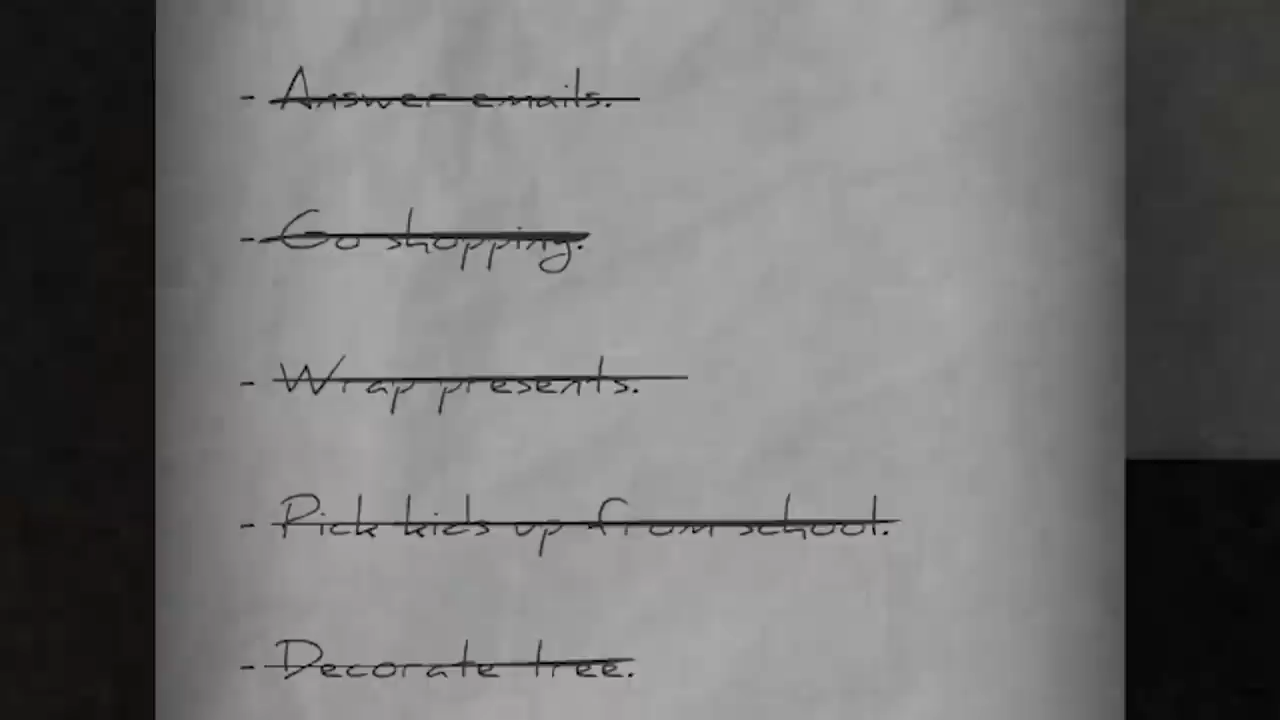 - Answer emails.
- Go shopping.
- Wrap presents.
- Pick kids up from school.
- Decorate tree.